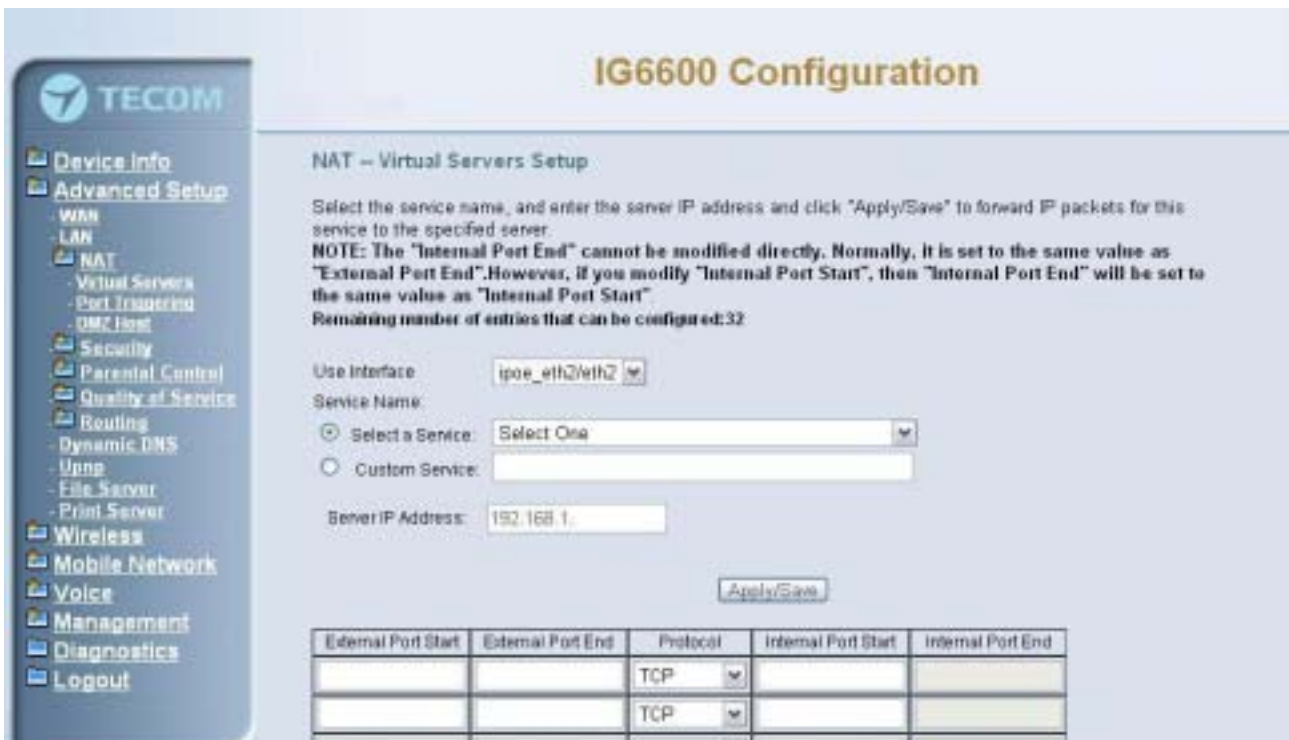 IG6600 Configuration
TECOM
Device Info
Advanced Setup
- WAN
- LAN
- NAT
- Virtual Servers
- Port Triggering
- DMZ Host
- Security
- Parental Control
- Quality of Service
- Routing
- Dynamic DNS
- Upnp
- File Server
- Print Server
Wireless
Mobile Network
Voice
Management
Diagnostics
Logout
NAT -- Virtual Servers Setup
Select the service name, and enter the server IP address and click "Apply/Save" to forward IP packets for this
service to the specified server.
NOTE: The "Internal Port End" cannot be modified directly. Normally, it is set to the same value as
"External Port End".However, if you modify "Internal Port Start", then "Internal Port End" will be set to
the same value as "Internal Port Start"
Remaining number of entries that can be configured:32
Use Interface ipoe_eth2/eth2
Service Name:
Select a Service: Select One
Custom Service:
Server IP Address: 192.168.1.
Apply/Save
External Port Start External Port End Protocol Internal Port Start Internal Port End
TCP
TCP